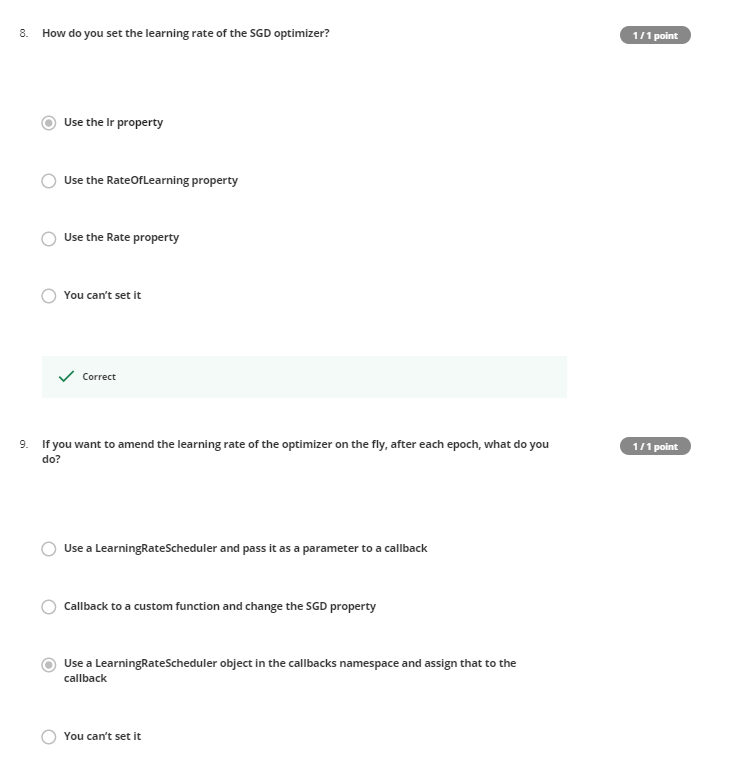 8. How do you set the learning rate of the SGD optimizer?
1 / 1 point
Use the lr property
Use the RateOfLearning property
Use the Rate property
You can't set it
Correct
9. If you want to amend the learning rate of the optimizer on the fly, after each epoch, what do you
do?
1 / 1 point
Use a LearningRateScheduler and pass it as a parameter to a callback
Callback to a custom function and change the SGD property
Use a LearningRateScheduler object in the callbacks namespace and assign that to the
callback
You can't set it